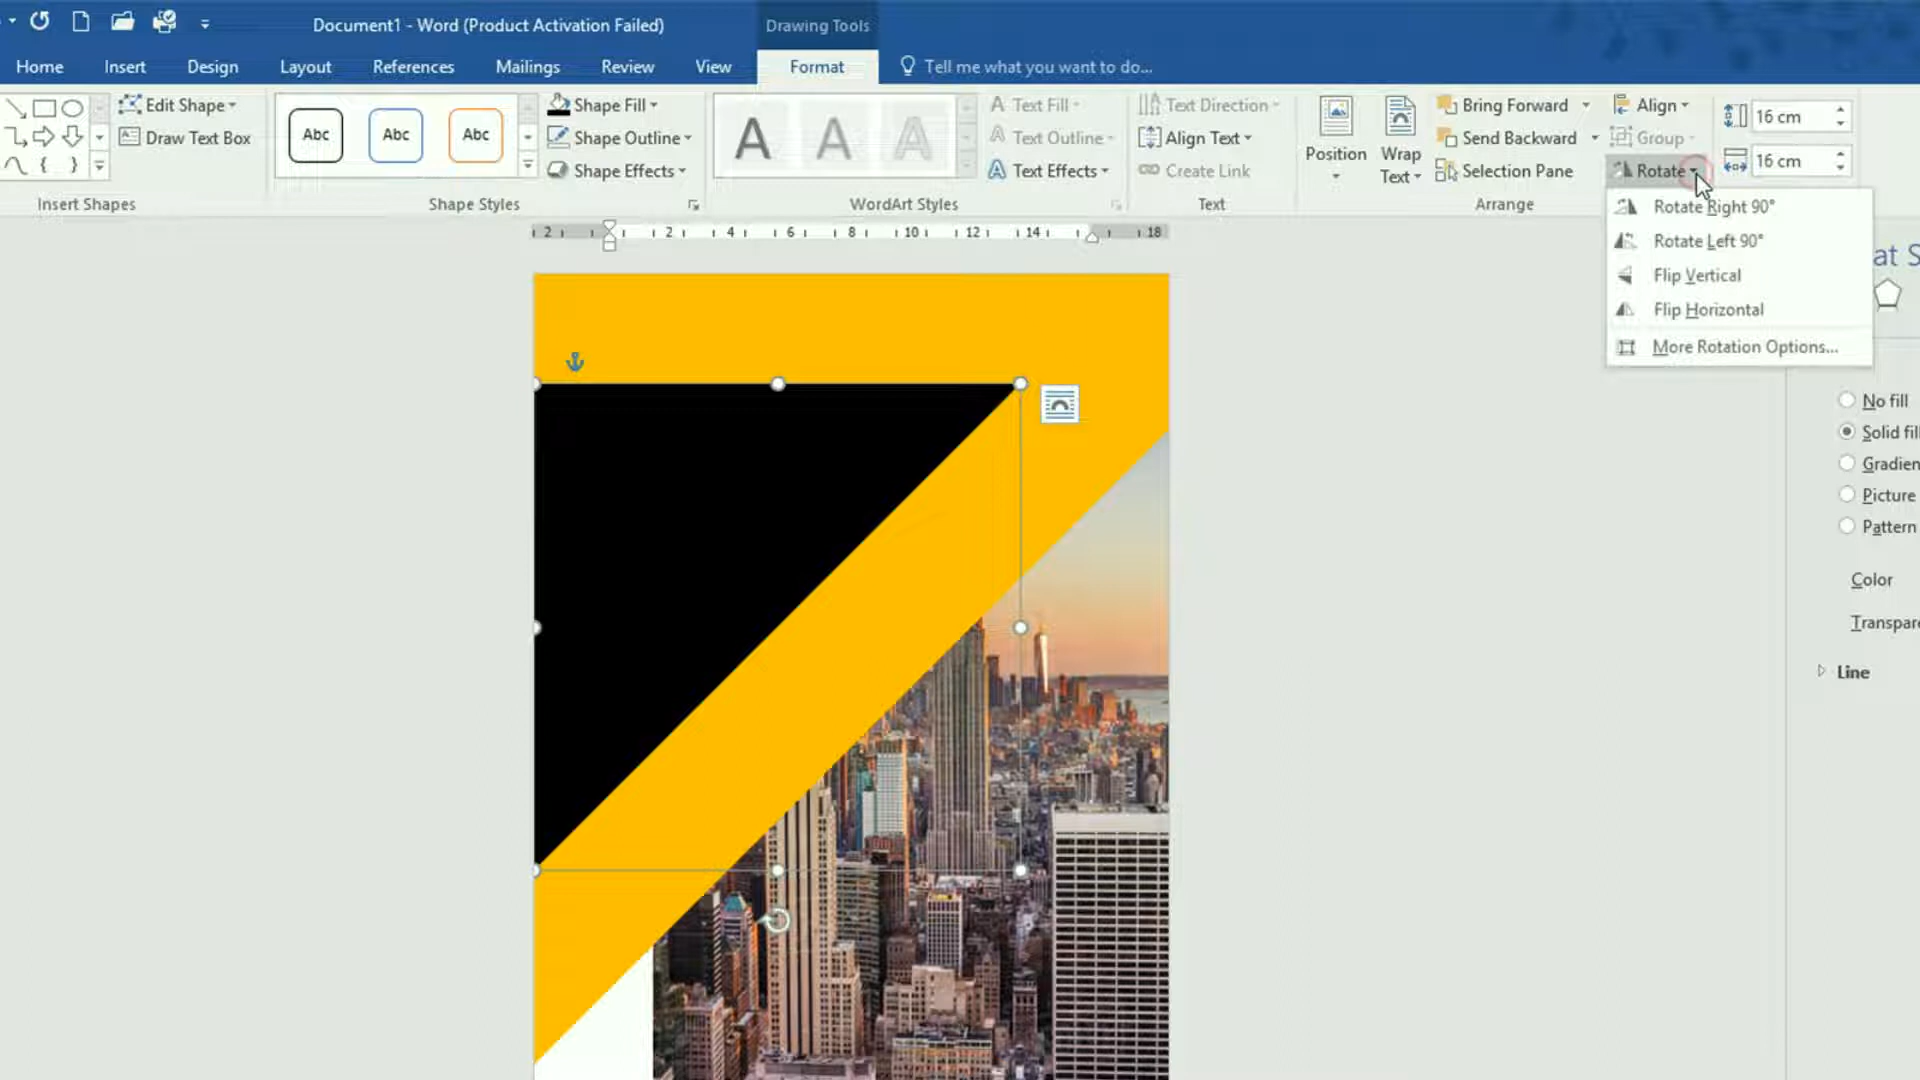 Document1 - Word (Product Activation Failed)
Drawing Tools
Home Insert Design Layout References Mailings Review View Format Tell me what you want to do...
Edit Shape
Draw Text Box
Insert Shapes
Abc Abc Abc
Shape Fill
Shape Outline
Shape Effects
Shape Styles
A A A
A Text Fill
A Text Outline
A Text Effects
WordArt Styles
Text Direction
Align Text
Create Link
Text
Position
Wrap
Text
Bring Forward
Send Backward
Selection Pane
Align
Group
Rotate
Arrange
16 cm
16 cm
Rotate Right 90°
Rotate Left 90°
Flip Vertical
Flip Horizontal
More Rotation Options...
2 2 4 6 8 10 12 14 18
at S
No fill
Solid fill
Gradien
Picture
Pattern
Color
Transpare
Line